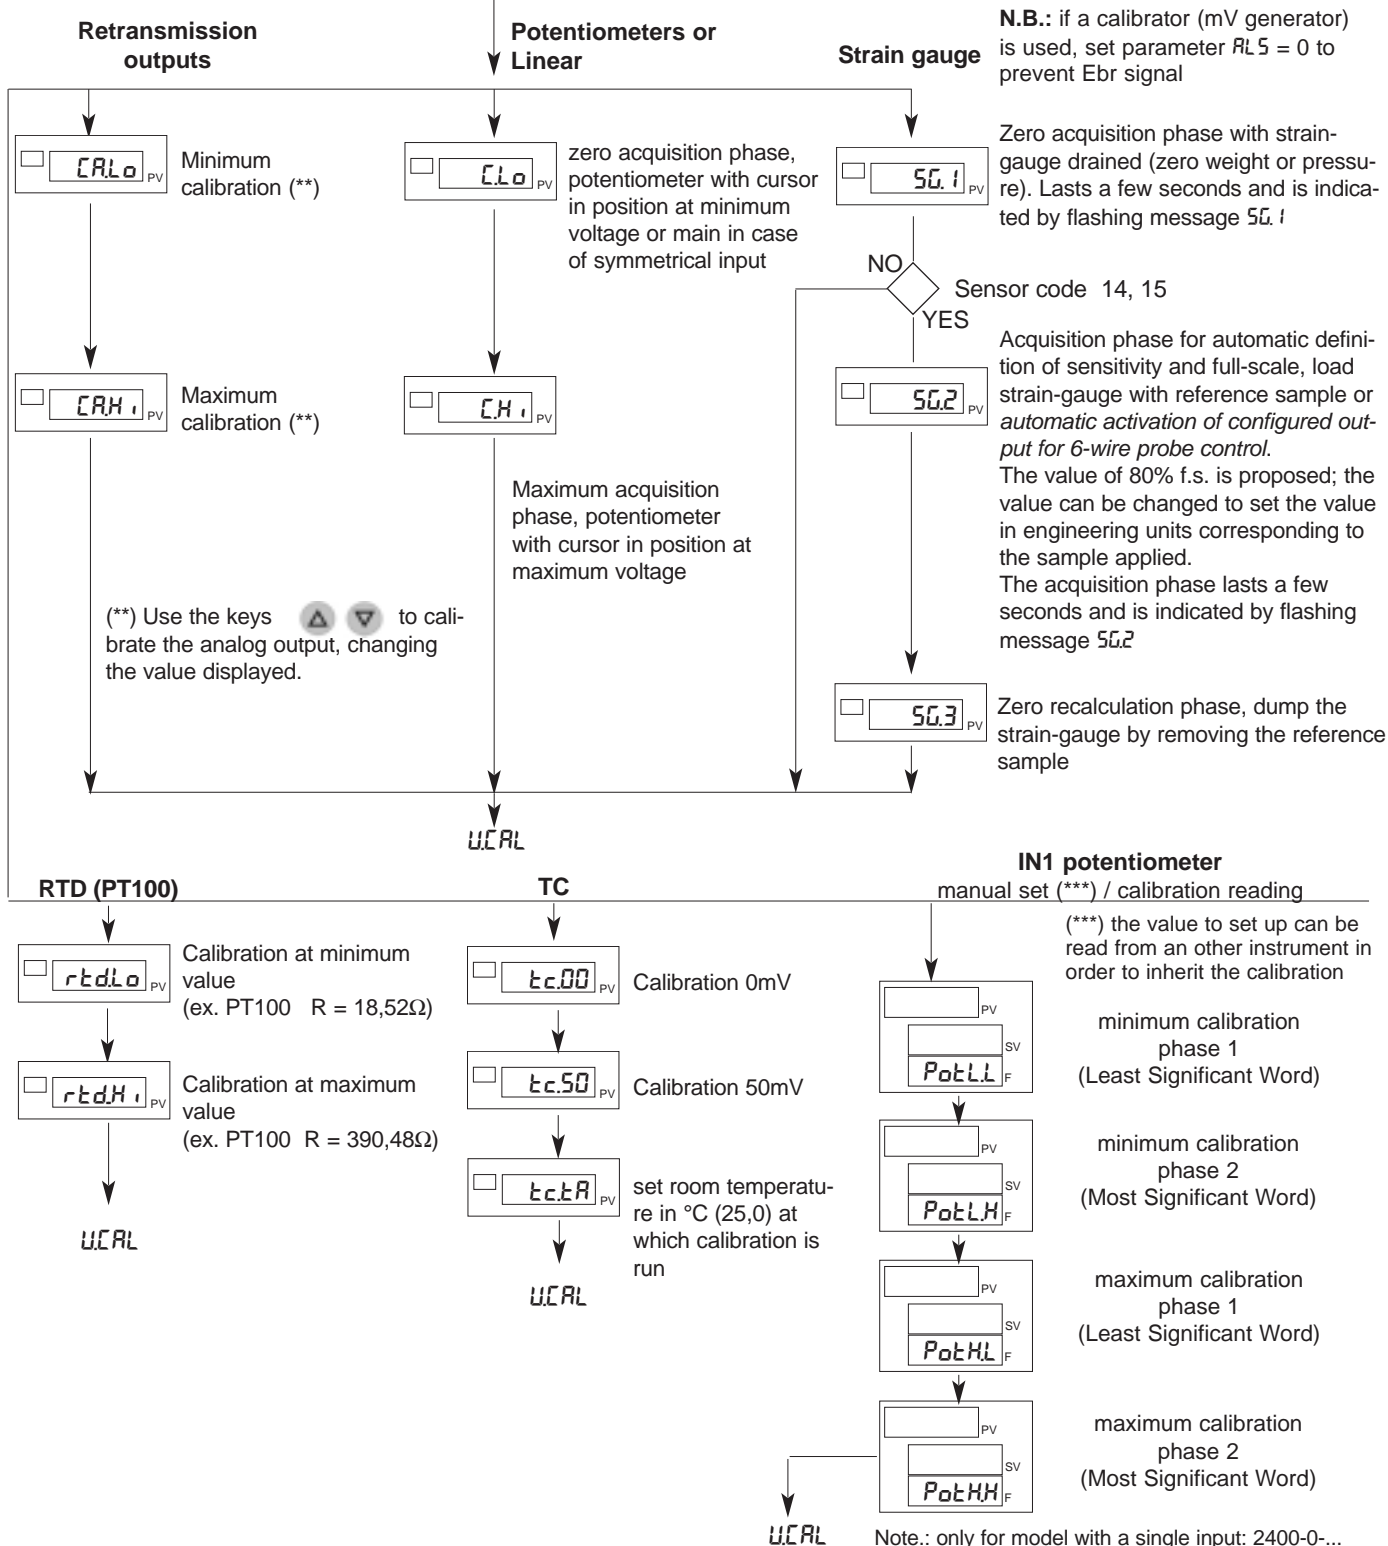 Retransmission
outputs
CA.Lo PV
Minimum
calibration (**)
CA.Hi PV
Maximum
calibration (**)
(**) Use the keys to cali-
brate the analog output, changing
the value displayed.
Potentiometers or
Linear
C.Lo PV
zero acquisition phase,
potentiometer with cursor
in position at minimum
voltage or main in case
of symmetrical input
C.Hi PV
Maximum acquisition
phase, potentiometer
with cursor in position at
maximum voltage
Strain gauge
N.B.: if a calibrator (mV generator)
is used, set parameter AL5 = 0 to
prevent Ebr signal
SG.1 PV
Zero acquisition phase with strain-
gauge drained (zero weight or pressu-
re). Lasts a few seconds and is indica-
ted by flashing message SG.1
NO
Sensor code 14, 15
YES
SG.2 PV
Acquisition phase for automatic defini-
tion of sensitivity and full-scale, load
strain-gauge with reference sample or
automatic activation of configured out-
put for 6-wire probe control.
The value of 80% f.s. is proposed; the
value can be changed to set the value
in engineering units corresponding to
the sample applied.
The acquisition phase lasts a few
seconds and is indicated by flashing
message SG.2
SG.3 PV
Zero recalculation phase, dump the
strain-gauge by removing the reference
sample
U.CAL
RTD (PT100)
rtd.Lo PV
Calibration at minimum
value
(ex. PT100 R = 18,52Ω)
rtd.Hi PV
Calibration at maximum
value
(ex. PT100 R = 390,48Ω)
U.CAL
TC
tc.00 PV
Calibration 0mV
tc.50 PV
Calibration 50mV
tc.tA PV
set room temperatu-
re in °C (25,0) at
which calibration is
run
U.CAL
IN1 potentiometer
manual set (***) / calibration reading
(***) the value to set up can be
read from an other instrument in
order to inherit the calibration
PV
SV
PotL.L F
minimum calibration
phase 1
(Least Significant Word)
PV
SV
PotL.H F
minimum calibration
phase 2
(Most Significant Word)
PV
SV
PotH.L F
maximum calibration
phase 1
(Least Significant Word)
PV
SV
PotH.H F
maximum calibration
phase 2
(Most Significant Word)
U.CAL
Note.: only for model with a single input: 2400-0-...